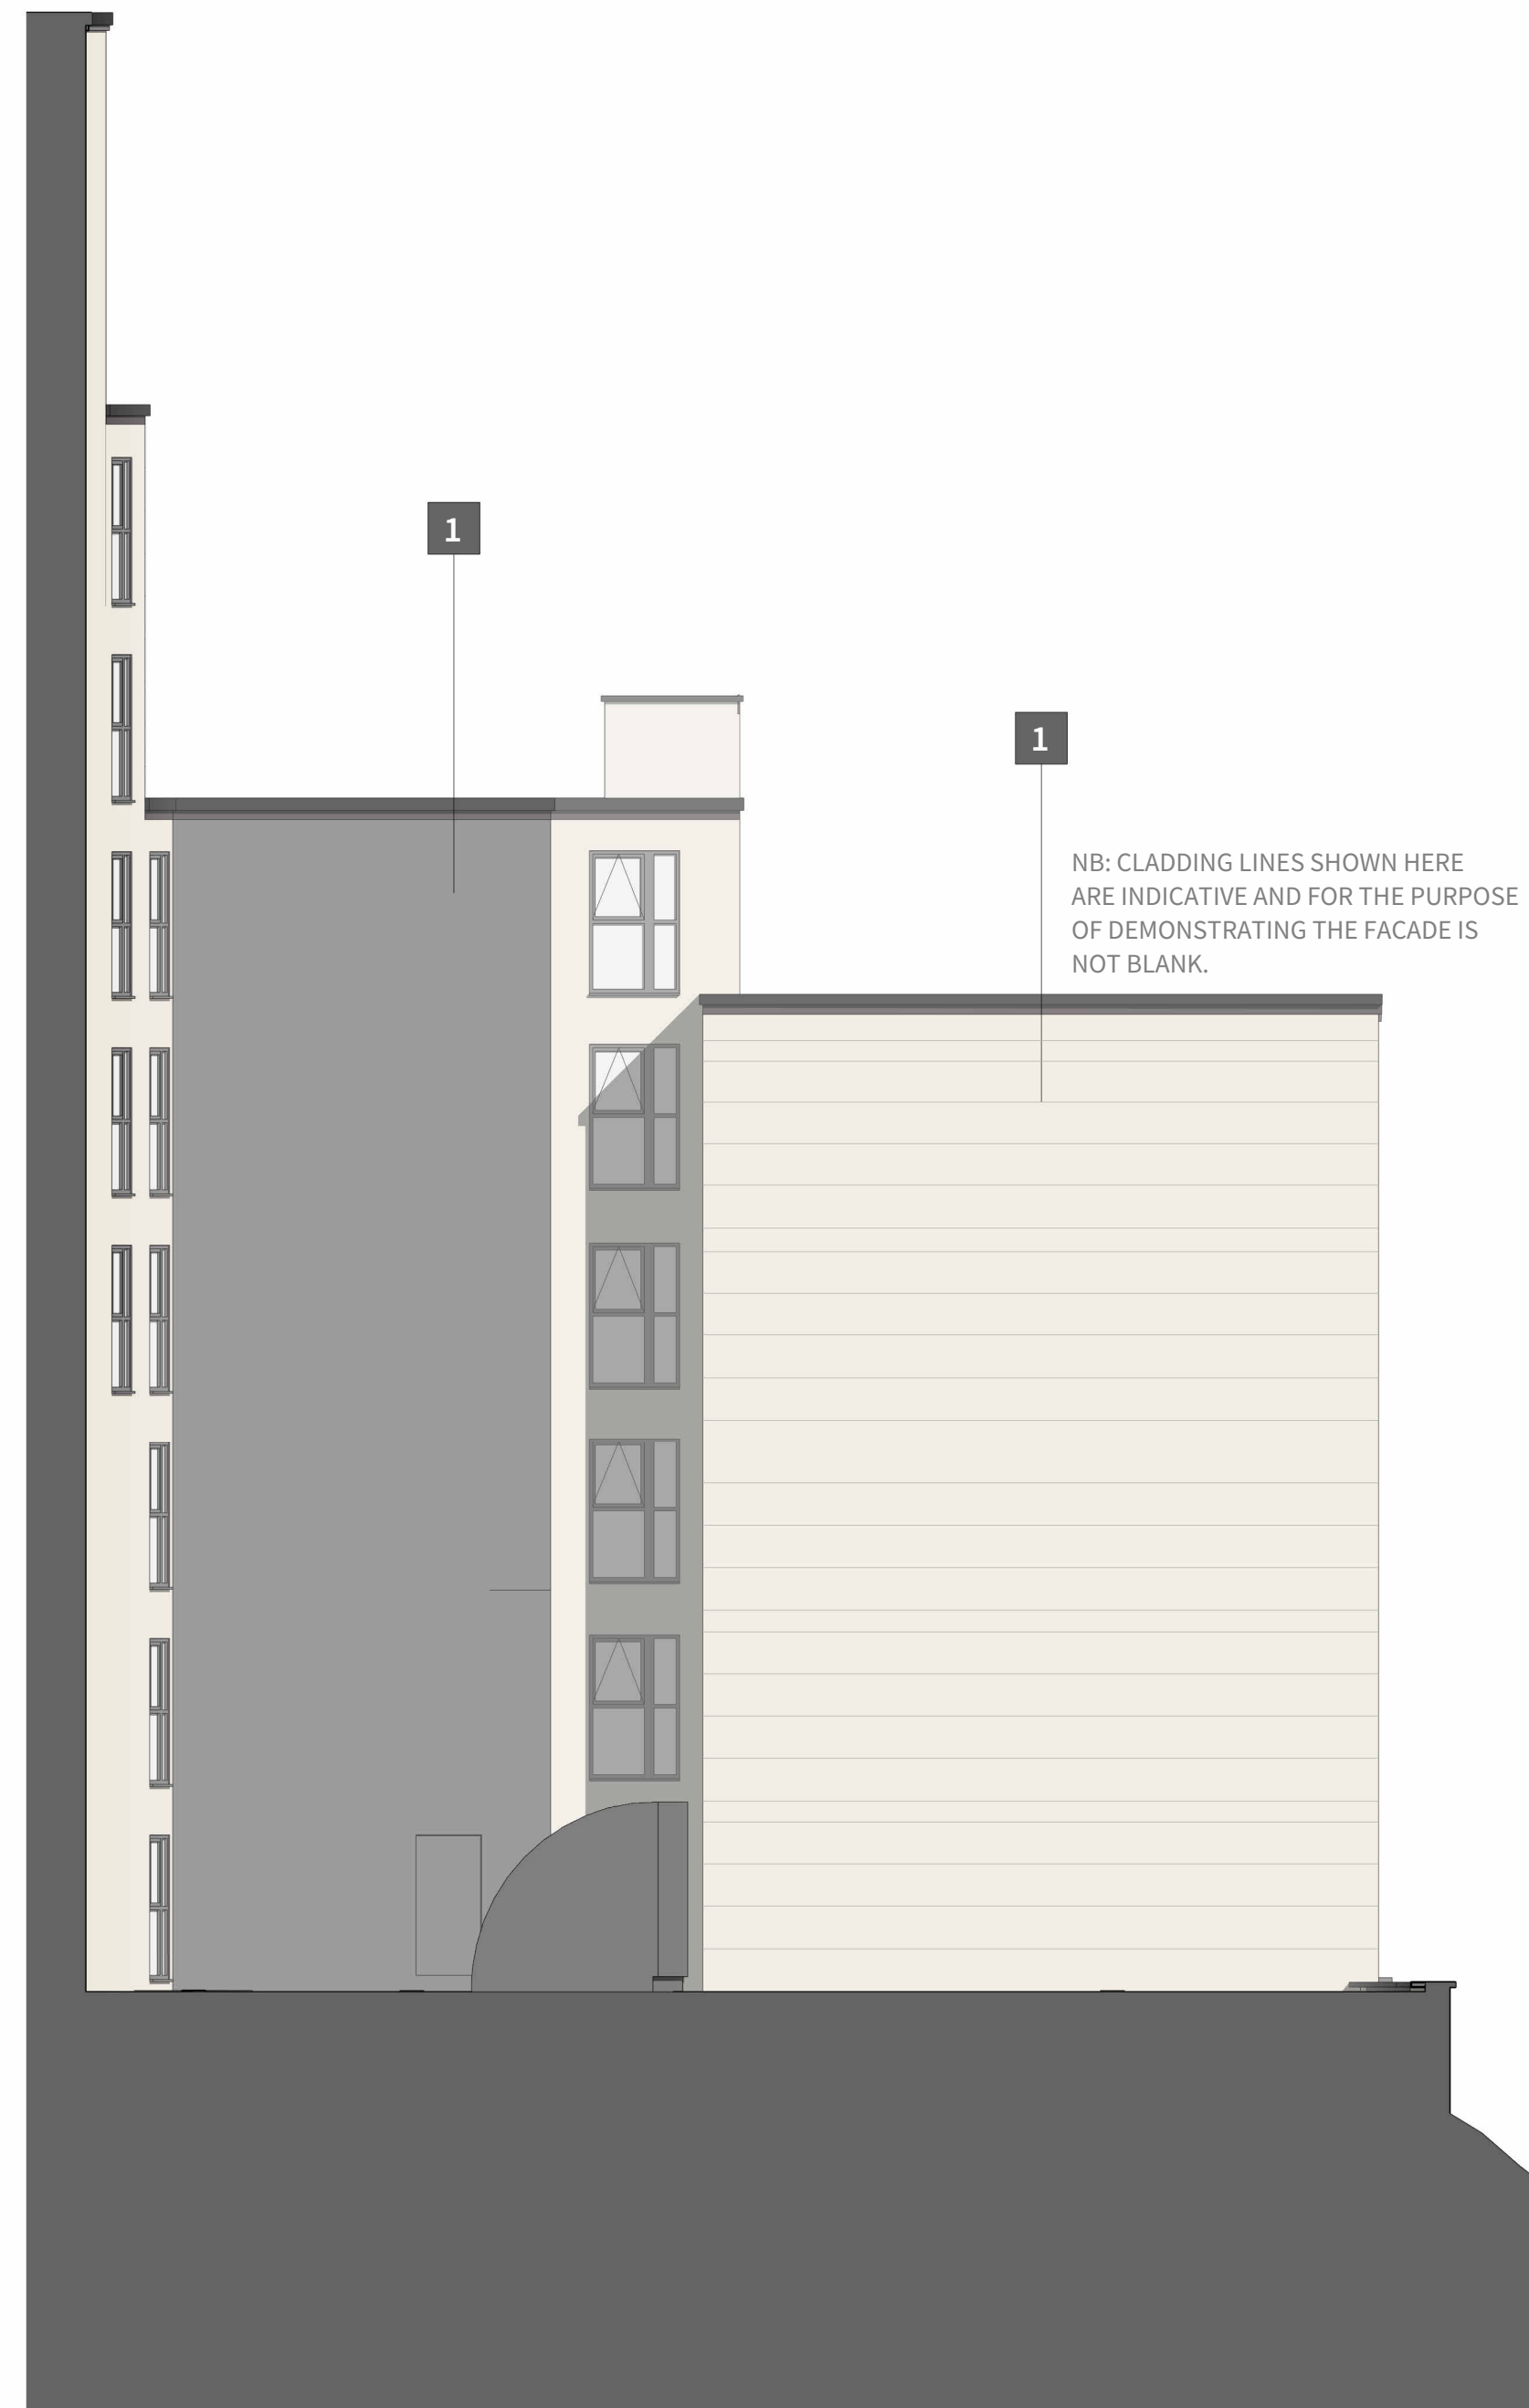 1
1
NB: CLADDING LINES SHOWN HERE
ARE INDICATIVE AND FOR THE PURPOSE
OF DEMONSTRATING THE FACADE IS
NOT BLANK.